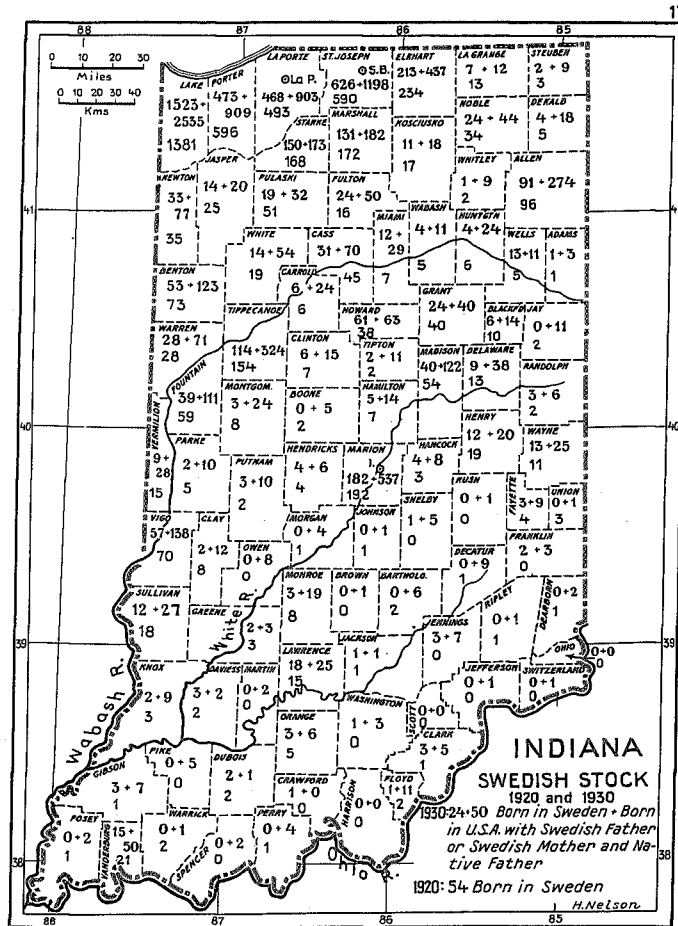 17
88 87 86 85
0 10 20 30
Miles
0 10 20 30 40 50
Kms
LAKE
1523+
2535
1381
PORTER
473+
909
596
LAPORTE
La P.
468+903
493
ST. JOSEPH
S.B.
626+1198
590
ELKHART
213+437
234
LA GRANGE
7+12
13
STEUBEN
2+9
3
STARKE
150+173
168
MARSHALL
131+182
172
KOSCIUSKO
11+18
17
NOBLE
24+44
34
DEKALB
4+18
5
NEWTON
33+
77
35
JASPER
14+20
25
PULASKI
19+32
51
FULTON
24+50
16
WHITLEY
1+9
2
ALLEN
91+274
96
41 41
WHITE
14+54
19
CASS
31+70
45
MIAMI
12+
29
7
WABASH
4+11
5
HUNTGTN
4+24
6
WELLS
13+11
5
ADAMS
1+3
1
BENTON
53+123
73
CARROLL
6+24
6
GRANT
24+40
40
BLACKFD
6+14
10
JAY
0+11
2
WARREN
28+71
28
TIPPECANOE
114+324
154
HOWARD
61+63
38
CLINTON
6+15
7
TIPTON
2+11
2
MADISON
40+122
54
DELAWARE
9+38
13
RANDOLPH
3+6
2
FOUNTAIN
39+111
59
MONTGOM.
3+24
8
BOONE
0+5
2
HAMILTON
5+14
7
HENRY
12+20
19
WAYNE
13+25
11
40 40
VERMILION
9+
28
15
PARKE
2+10
5
PUTNAM
3+10
2
HENDRICKS
4+6
4
MARION
I.
182+537
192
HANCOCK
4+8
3
RUSH
0+1
0
FAYETTE
3+9
4
UNION
0+1
3
VIGO
57+138
70
CLAY
2+12
8
OWEN
0+8
0
MORGAN
0+4
1
JOHNSON
0+1
1
SHELBY
1+5
0
DECATUR
0+9
1
FRANKLIN
2+3
0
SULLIVAN
12+27
18
GREENE
2+3
3
White R.
MONROE
3+19
8
BROWN
0+1
0
BARTHOLO.
0+6
2
JENNINGS
3+7
0
RIPLEY
0+1
1
DEARBORN
0+2
1
39 39
OHIO
0+0
0
KNOX
2+9
3
Wabash R.
DAVIESS
3+2
2
MARTIN
0+2
0
LAWRENCE
18+25
15
JACKSON
1+1
1
JEFFERSON
0+1
0
SWITZERLAND
0+1
0
ORANGE
3+6
5
WASHINGTON
1+3
0
SCOTT
0+0
0
CLARK
3+5
1
GIBSON
3+7
1
PIKE
0+5
0
DUBOIS
2+1
2
CRAWFORD
1+0
0
HARRISON
0+0
0
FLOYD
1+11
2
POSEY
0+2
1
VANDERBURG
15+
50
21
WARRICK
0+1
2
SPENCER
0+2
0
PERRY
0+4
1
38 38
Ohio R.
INDIANA
SWEDISH STOCK
1920 and 1930
1930:24+50 Born in Sweden + Born
in U.S.A. with Swedish Father
or Swedish Mother and Na-
tive Father
1920: 54 Born in Sweden
H. Nelson
88 87 86 85